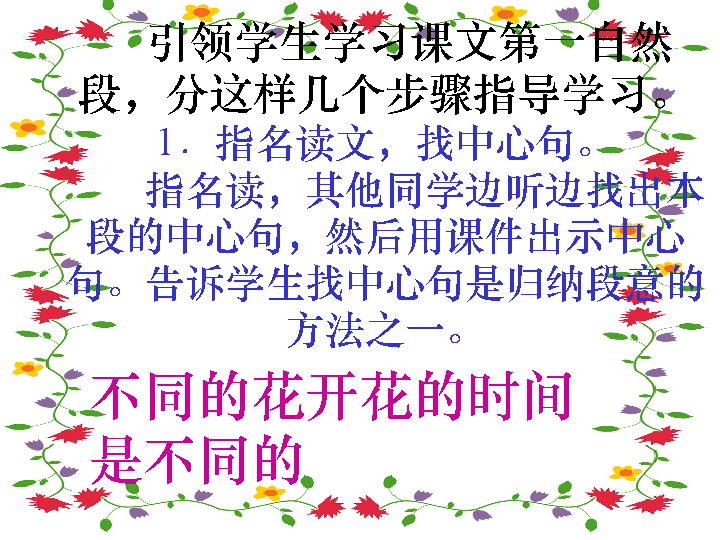 引领学生学习课文第一自然
段，分这样几个步骤指导学习。
1．指名读文，找中心句。
指名读，其他同学边听边找出本
段的中心句，然后用课件出示中心
句。告诉学生找中心句是归纳段意的
方法之一。
不同的花开花的时间
是不同的